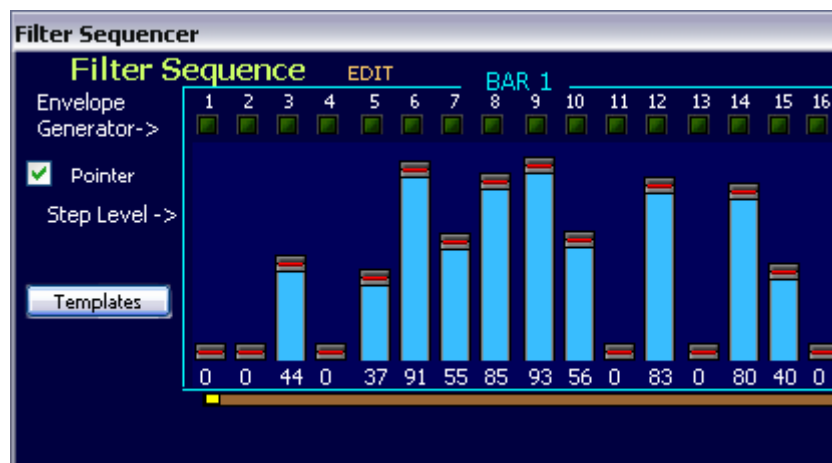 Filter Sequencer
Filter Sequence EDIT
BAR 1
Envelope
Generator->
1 2 3 4 5 6 7 8 9 10 11 12 13 14 15 16
Pointer
Step Level ->
Templates
0 0 44 0 37 91 55 85 93 56 0 83 0 80 40 0